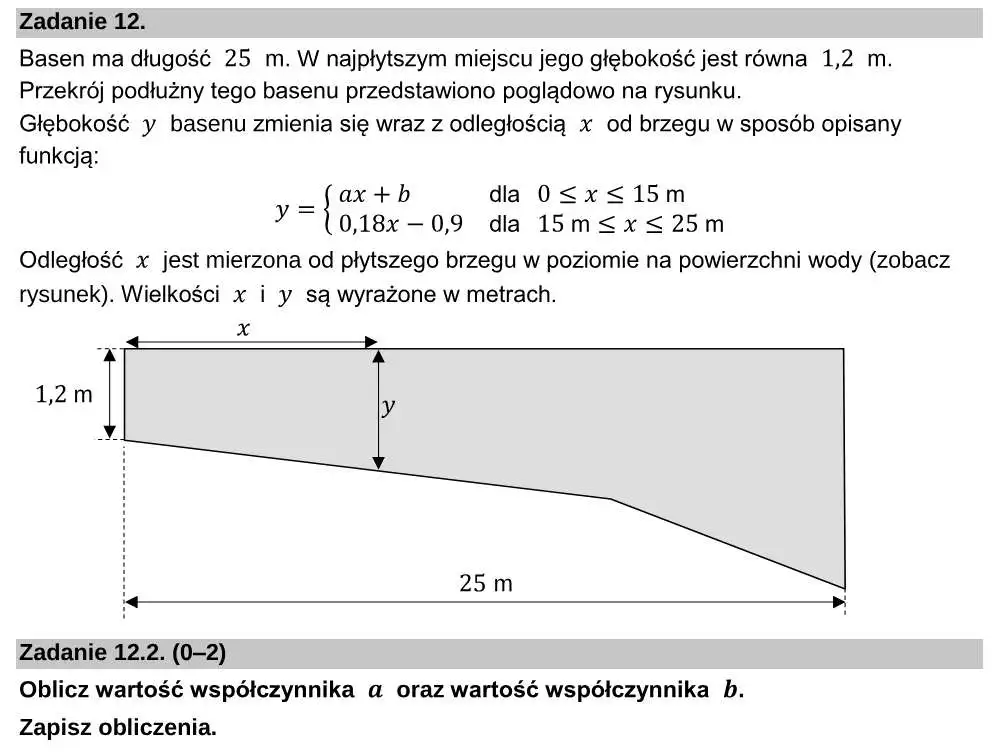 Zadanie 12.
Basen ma długość 25 m. W najpłytszym miejscu jego głębokość jest równa 1,2 m.
Przekrój podłużny tego basenu przedstawiono poglądowo na rysunku.
Głębokość y basenu zmienia się wraz z odległością x od brzegu w sposób opisany
funkcją:
y = { ax + b dla 0 ≤ x ≤ 15 m
0,18x − 0,9 dla 15 m ≤ x ≤ 25 m
Odległość x jest mierzona od płytszego brzegu w poziomie na powierzchni wody (zobacz
rysunek). Wielkości x i y są wyrażone w metrach.
x
1,2 m
y
25 m
Zadanie 12.2. (0–2)
Oblicz wartość współczynnika a oraz wartość współczynnika b.
Zapisz obliczenia.